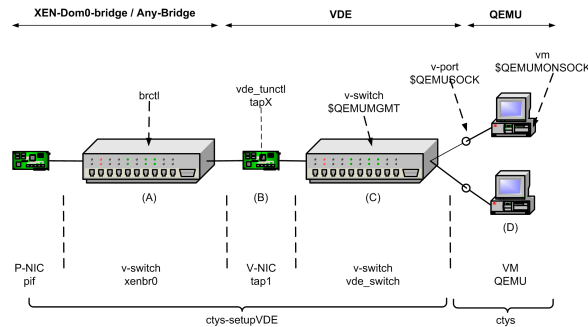 XEN-Dom0-bridge / Any-Bridge
VDE
QEMU
brctl
vde_tunctl
tapX
v-switch
$QEMUMGMT
v-port
$QEMUSOCK
vm
$QEMUMONSOCK
(A)
(B)
(C)
(D)
P-NIC
pif
v-switch
xenbr0
V-NIC
tap1
v-switch
vde_switch
VM
QEMU
ctys-setupVDE
ctys